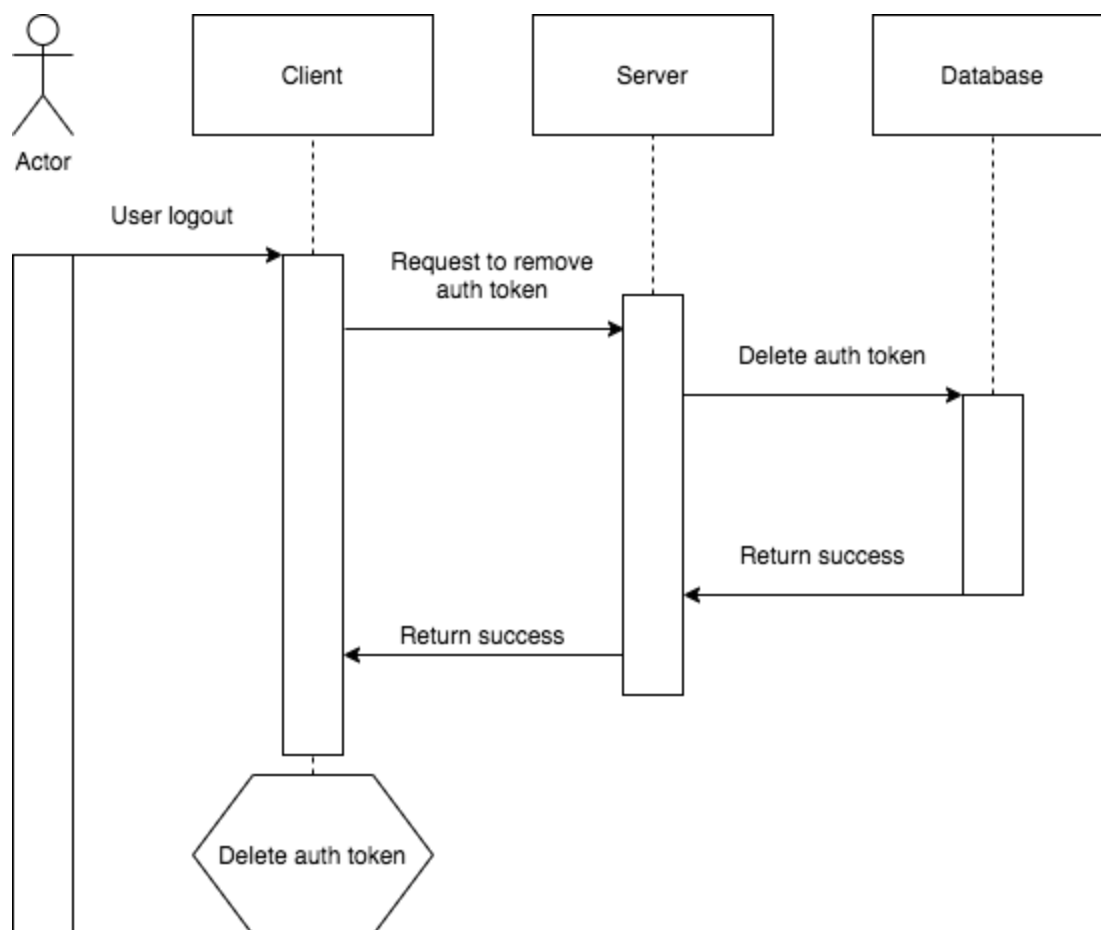 Client
Server
Database
Actor
User logout
Request to remove
auth token
Delete auth token
Return success
Return success
Delete auth token